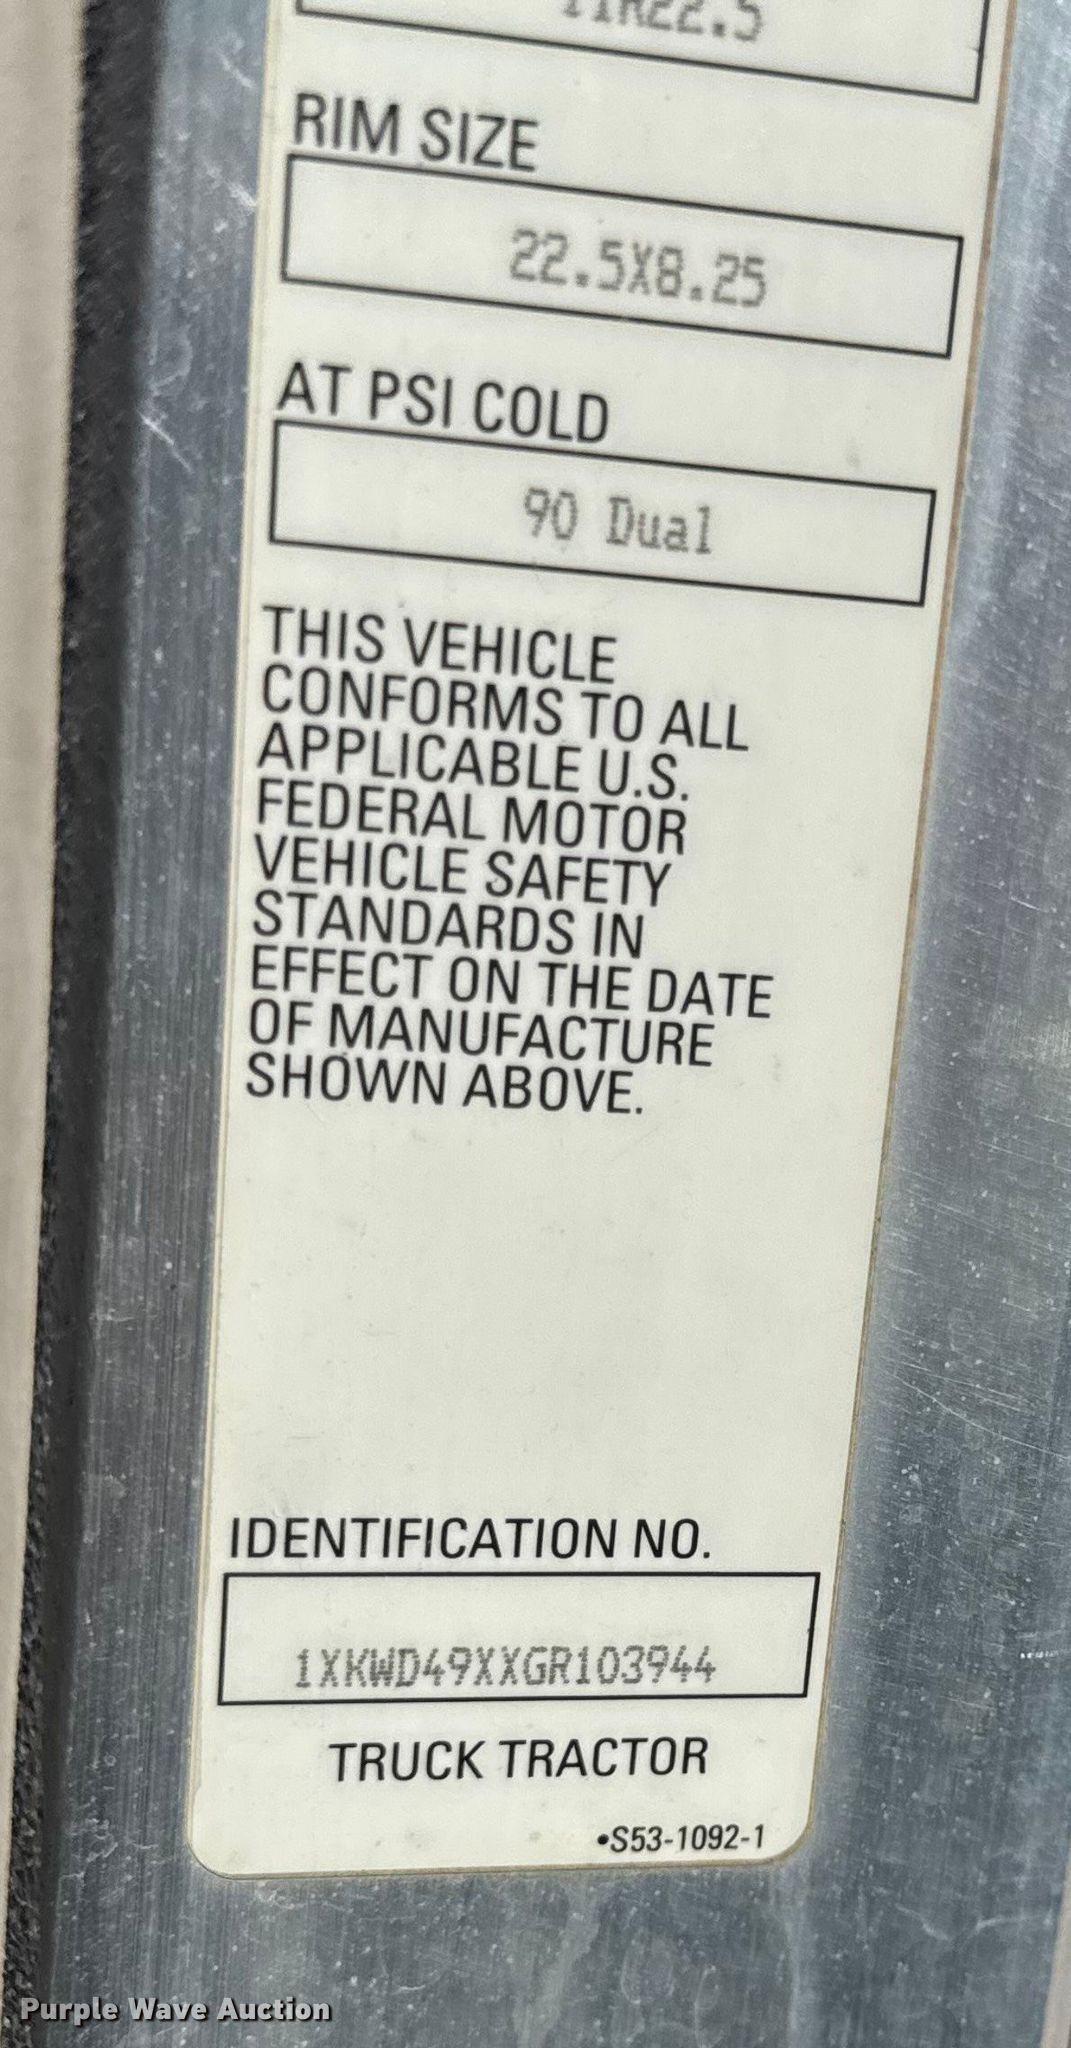 11R22.5
RIM SIZE
22.5X8.25
AT PSI COLD
90 Dual
THIS VEHICLE
CONFORMS TO ALL
APPLICABLE U.S.
FEDERAL MOTOR
VEHICLE SAFETY
STANDARDS IN
EFFECT ON THE DATE
OF MANUFACTURE
SHOWN ABOVE.
IDENTIFICATION NO.
1XKWD49XXGR103944
TRUCK TRACTOR
•S53-1092-1
Purple Wave Auction